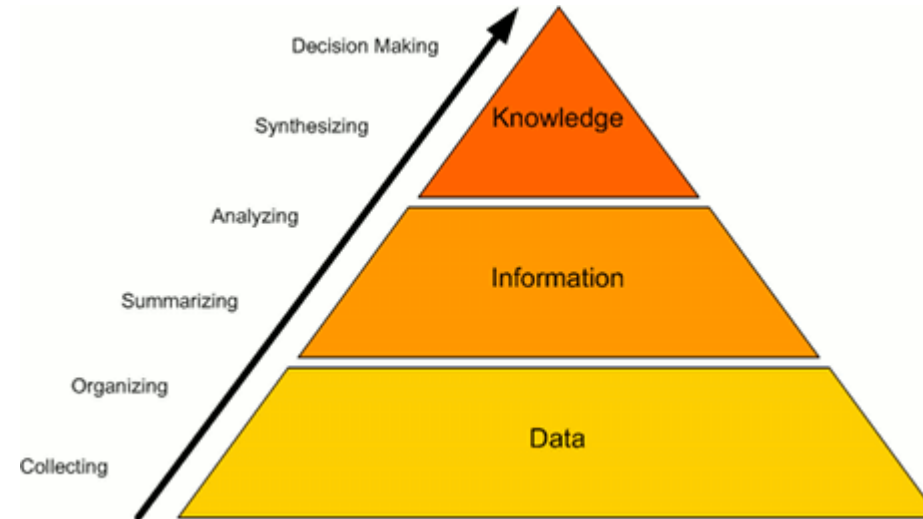 Decision Making
Synthesizing
Knowledge
Analyzing
Information
Summarizing
Organizing
Data
Collecting